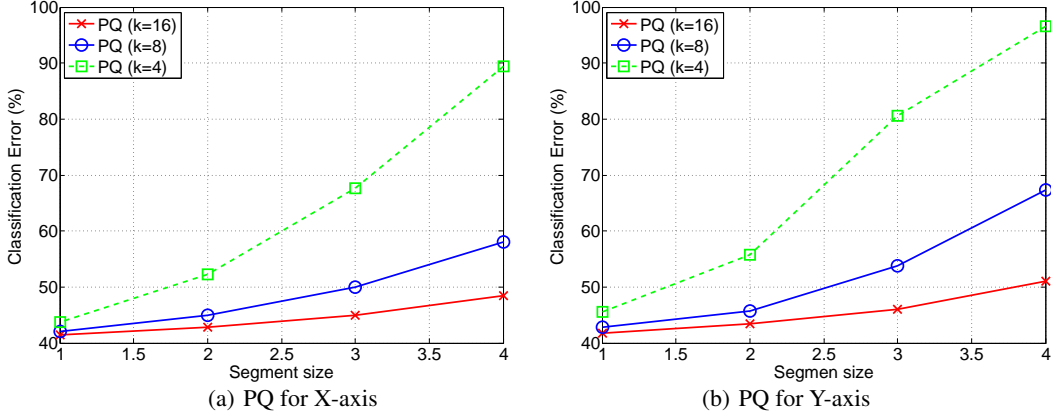 100
90
80
70
60
50
40
Classification Error (%)
PQ (k=16)
PQ (k=8)
PQ (k=4)
1
1.5
2
2.5
3
3.5
4
Segment size
(a) PQ for X-axis
100
90
80
70
60
50
40
Classification Error (%)
PQ (k=16)
PQ (k=8)
PQ (k=4)
1
1.5
2
2.5
3
3.5
4
Segmen size
(b) PQ for Y-axis